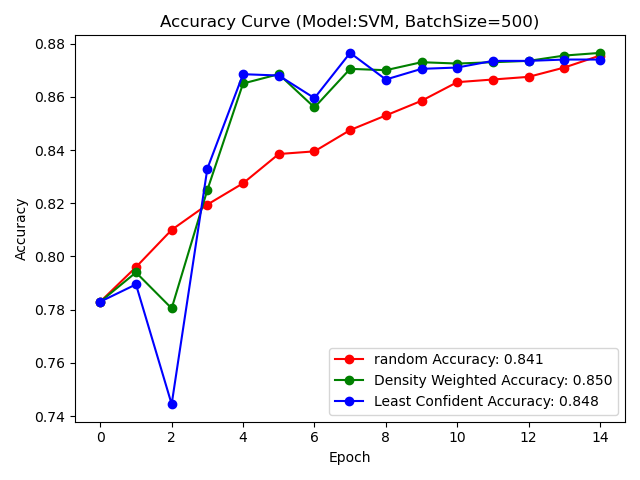 Accuracy Curve (Model:SVM, BatchSize=500)
0.88
0.86
0.84
0.82
0.80
0.78
0.76
0.74
Accuracy
random Accuracy: 0.841
Density Weighted Accuracy: 0.850
Least Confident Accuracy: 0.848
0 2 4 6 8 10 12 14
Epoch